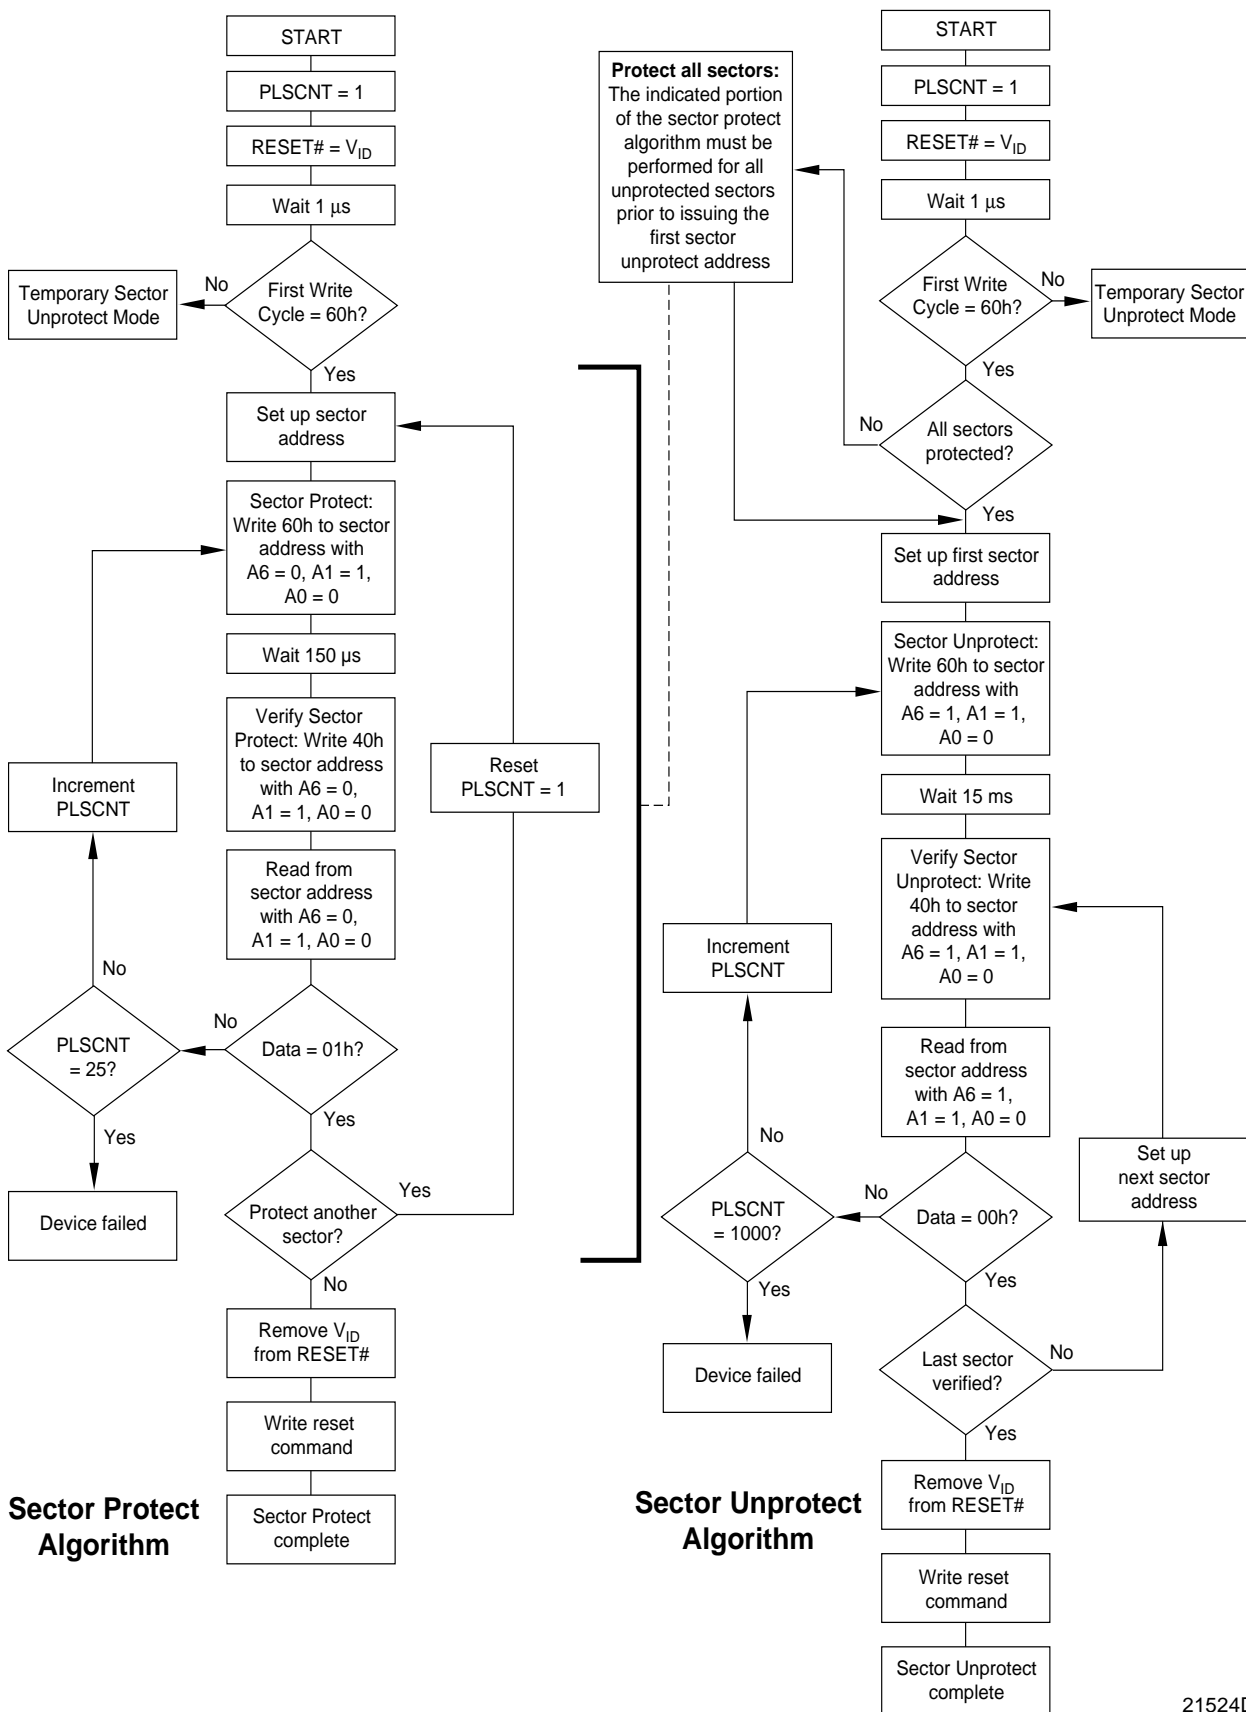 START
PLSCNT = 1
RESET# = VID
Wait 1 μs
First Write
Cycle = 60h?
No
Temporary Sector
Unprotect Mode
Yes
Set up sector
address
Sector Protect:
Write 60h to sector
address with
A6 = 0, A1 = 1,
A0 = 0
Wait 150 µs
Verify Sector
Protect: Write 40h
to sector address
with A6 = 0,
A1 = 1, A0 = 0
Read from
sector address
with A6 = 0,
A1 = 1, A0 = 0
Increment
PLSCNT
Reset
PLSCNT = 1
No
PLSCNT
= 25?
No
Data = 01h?
Yes
Yes
Device failed
Protect another
sector?
Yes
No
Remove VID
from RESET#
Write reset
command
Sector Protect
complete
Sector Protect
Algorithm
Protect all sectors:
The indicated portion
of the sector protect
algorithm must be
performed for all
unprotected sectors
prior to issuing the
first sector
unprotect address
START
PLSCNT = 1
RESET# = VID
Wait 1 μs
First Write
Cycle = 60h?
No
Temporary Sector
Unprotect Mode
Yes
No
All sectors
protected?
Yes
Set up first sector
address
Sector Unprotect:
Write 60h to sector
address with
A6 = 1, A1 = 1,
A0 = 0
Wait 15 ms
Verify Sector
Unprotect: Write
40h to sector
address with
A6 = 1, A1 = 1,
A0 = 0
Increment
PLSCNT
Read from
sector address
with A6 = 1,
A1 = 1, A0 = 0
No
Set up
next sector
address
PLSCNT
= 1000?
No
Data = 00h?
Yes
Yes
Device failed
Last sector
verified?
No
Yes
Remove VID
from RESET#
Write reset
command
Sector Unprotect
complete
Sector Unprotect
Algorithm
21524D